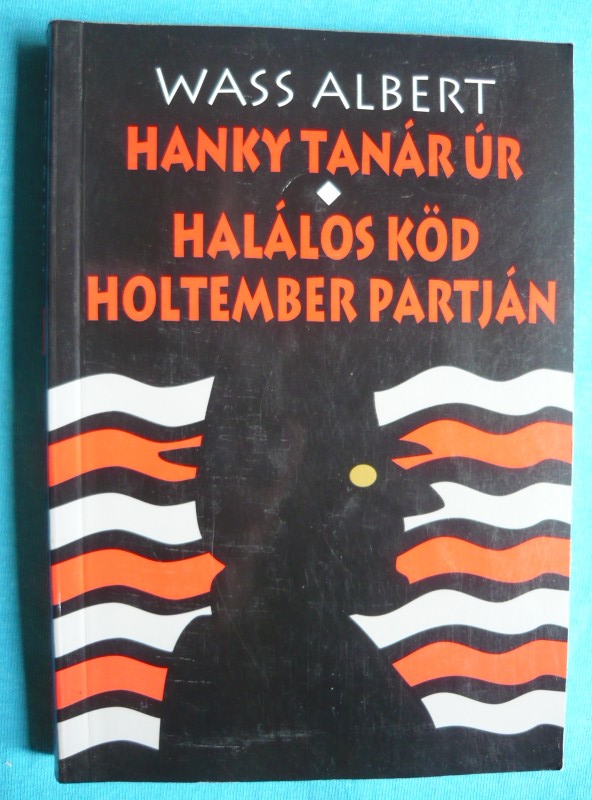 WASS ALBERT
HANKY TANÁR ÚR
HALÁLOS KÖD
HOLTEMBER PARTJÁN